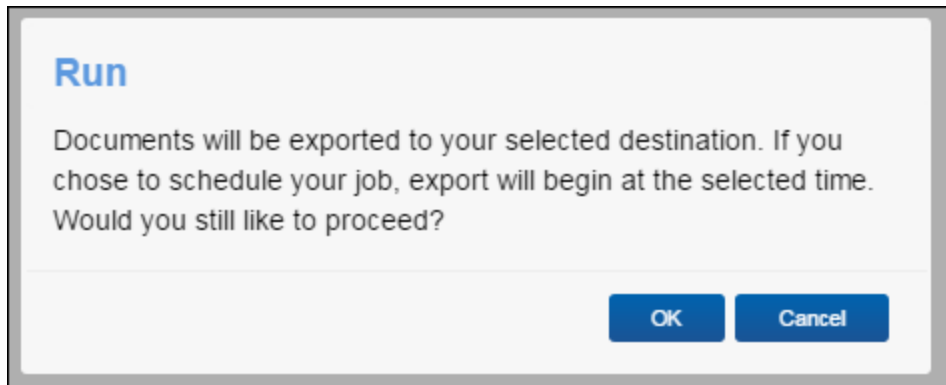 Run
Documents will be exported to your selected destination. If you
chose to schedule your job, export will begin at the selected time.
Would you still like to proceed?
OK Cancel